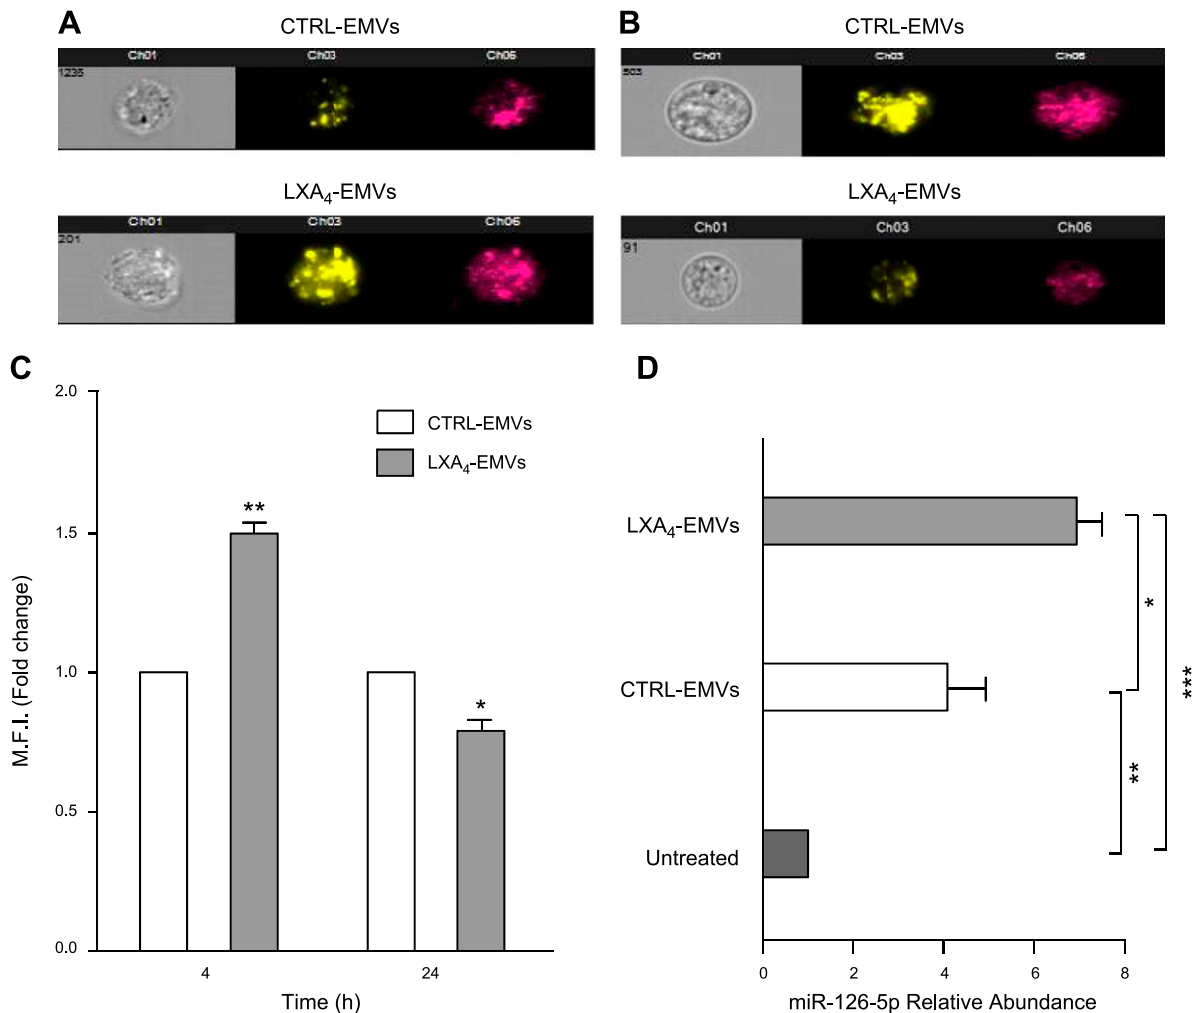 A
CTRL-EMVs
Ch01 Ch03 Ch06
1235
LXA4-EMVs
Ch01 Ch03 Ch06
201
B
CTRL-EMVs
Ch01 Ch03 Ch06
LXA4-EMVs
Ch01 Ch03 Ch06
91
C
2.0
1.5
1.0
0.5
0.0
M.F.I. (Fold change)
CTRL-EMVs
LXA4-EMVs
**
*
4 24
Time (h)
D
LXA4-EMVs
CTRL-EMVs
Untreated
*
**
***
0 2 4 6 8
miR-126-5p Relative Abundance